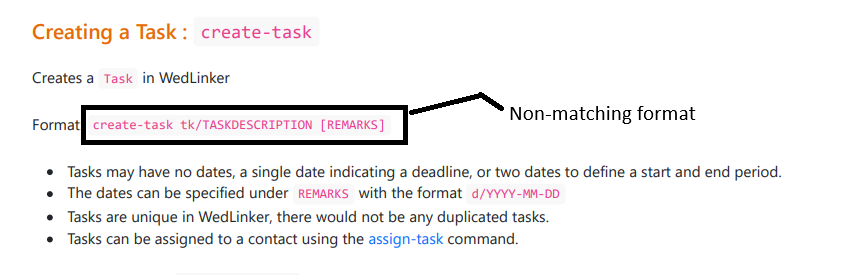 Creating a Task : create-task
Creates a Task in WedLinker
Format create-task tk/TASKDESCRIPTION [REMARKS]
Non-matching format
Tasks may have no dates, a single date indicating a deadline, or two dates to define a start and end period.
The dates can be specified under REMARKS with the format d/YYYY-MM-DD
Tasks are unique in WedLinker, there would not be any duplicated tasks.
Tasks can be assigned to a contact using the assign-task command.